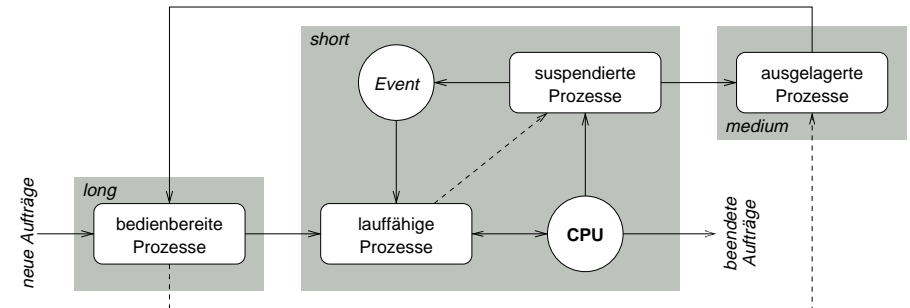 short
Event
suspendierte
Prozesse
ausgelagerte
Prozesse
medium
long
neue Aufträge
bedienbereite
Prozesse
lauffähige
Prozesse
CPU
beendete
Aufträge